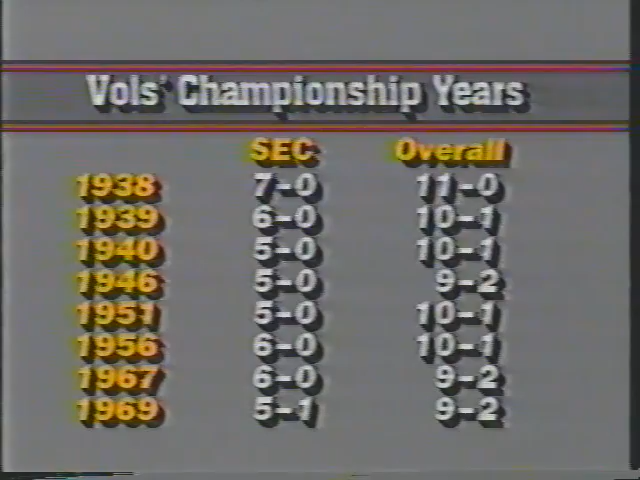 Vols' Championship Years
SEC Overall
1938 7-0 11-0
1939 6-0 10-1
1940 5-0 10-1
1946 5-0 9-2
1951 5-0 10-1
1956 6-0 10-1
1967 6-0 9-2
1969 5-1 9-2